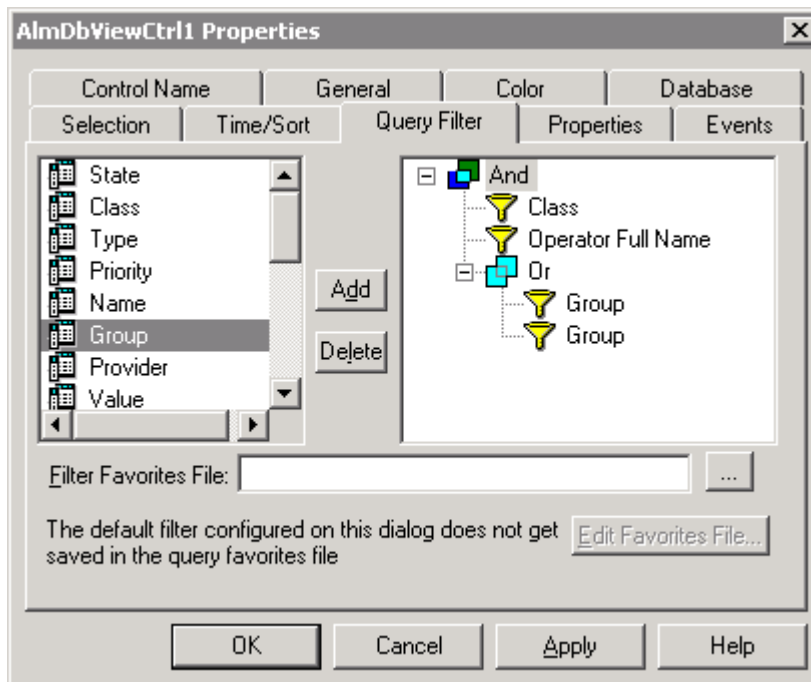 AlmDbViewCtrl1 Properties
Control Name General Color Database
Selection Time/Sort Query Filter Properties Events
State
Class
Type
Priority
Name
Group
Provider
Value
Add
Delete
And
Class
Operator Full Name
Or
Group
Group
Filter Favorites File:
...
The default filter configured on this dialog does not get
saved in the query favorites file
Edit Favorites File...
OK Cancel Apply Help